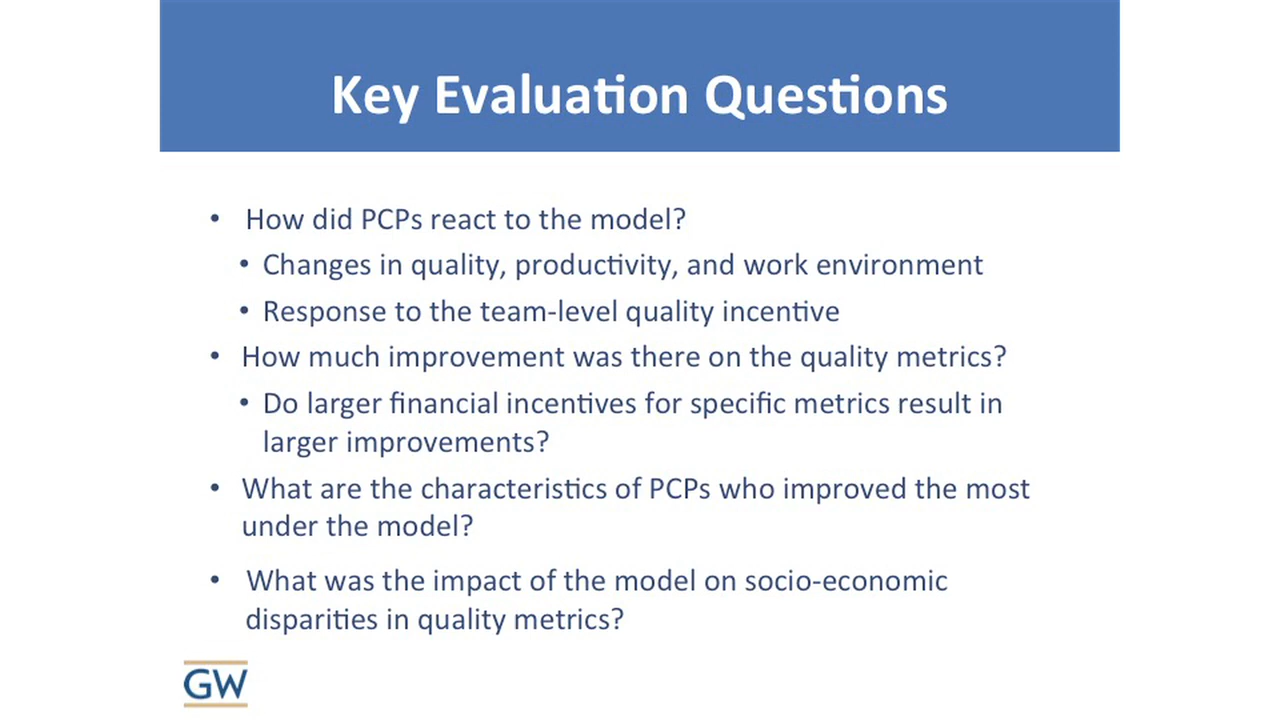 Key Evaluation Questions
• How did PCPs react to the model?
• Changes in quality, productivity, and work environment
• Response to the team-level quality incentive
• How much improvement was there on the quality metrics?
• Do larger financial incentives for specific metrics result in
larger improvements?
• What are the characteristics of PCPs who improved the most
under the model?
• What was the impact of the model on socio-economic
disparities in quality metrics?
GW